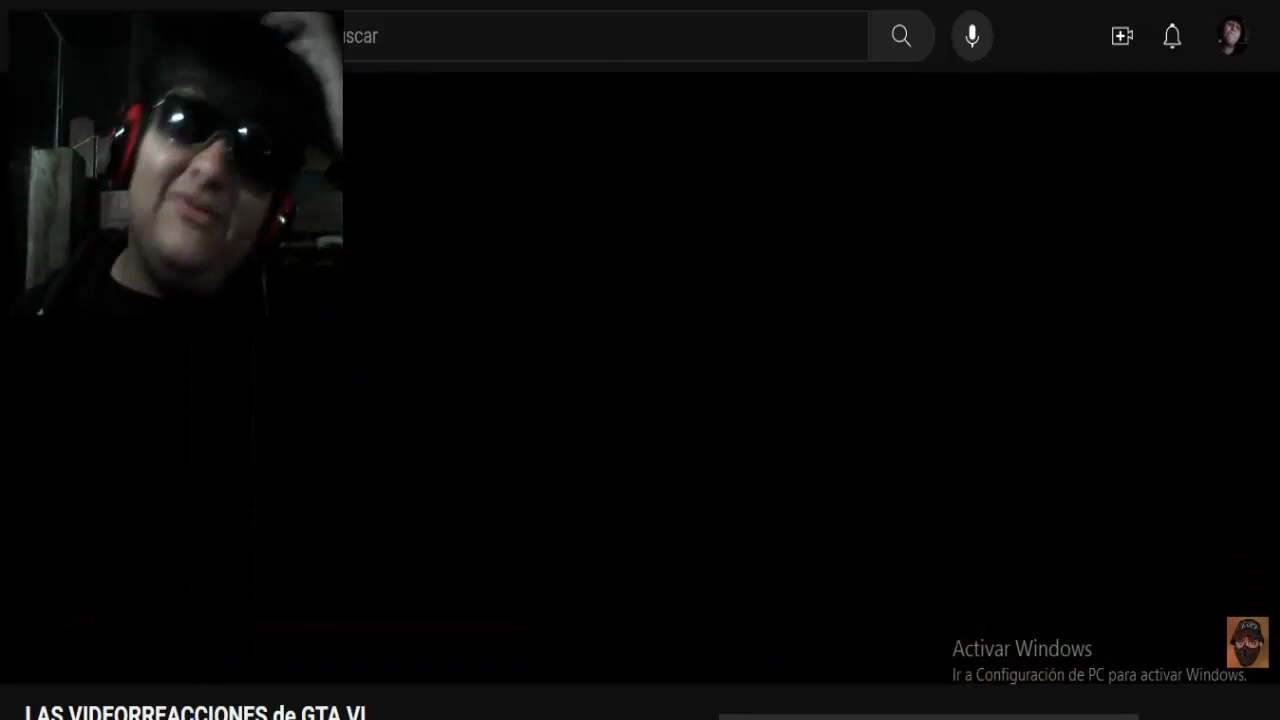 scar
Activar Windows
Ir a Configuración de PC para activar Windows.
LAS VIDEORREACCIONES de GTA VI